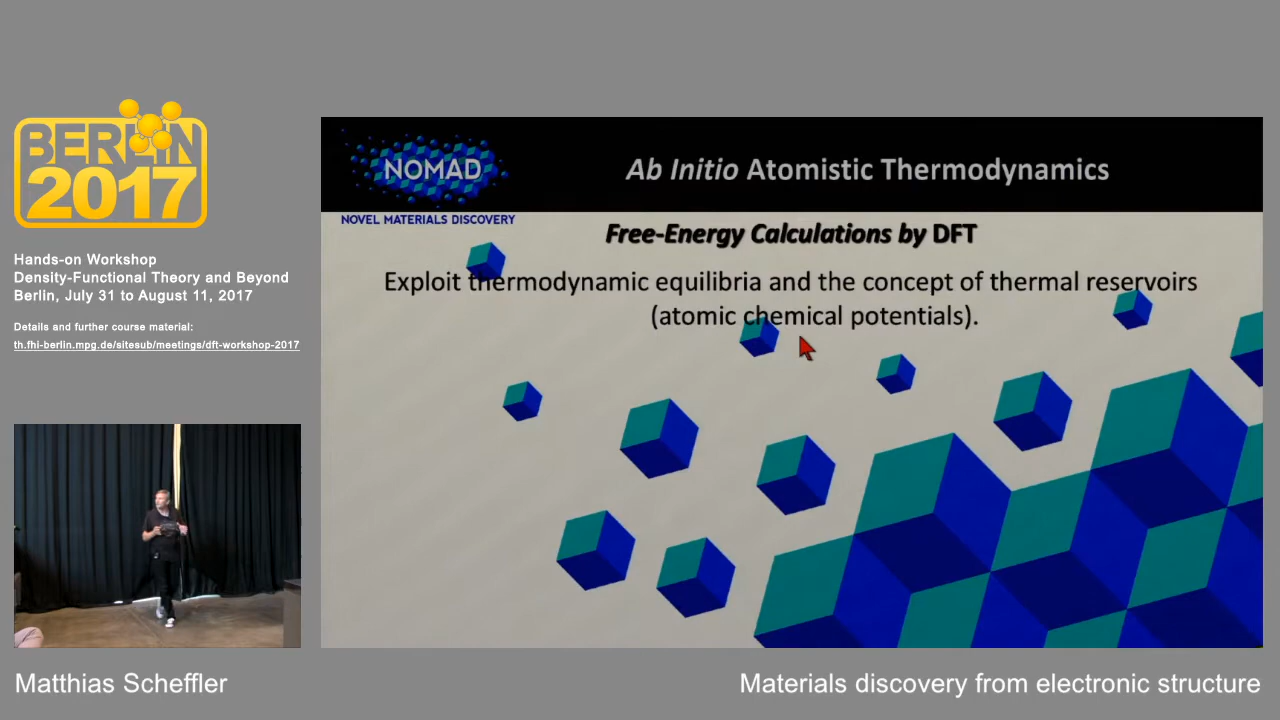 BERLIN
2017
Hands-on Workshop
Density-Functional Theory and Beyond
Berlin, July 31 to August 11, 2017
Details and further course material:
th.fhi-berlin.mpg.de/sitesub/meetings/dft-workshop-2017
NOMAD
NOVEL MATERIALS DISCOVERY
Ab Initio Atomistic Thermodynamics
Free-Energy Calculations by DFT
Exploit thermodynamic equilibria and the concept of thermal reservoirs
(atomic chemical potentials).
Matthias Scheffler
Materials discovery from electronic structure